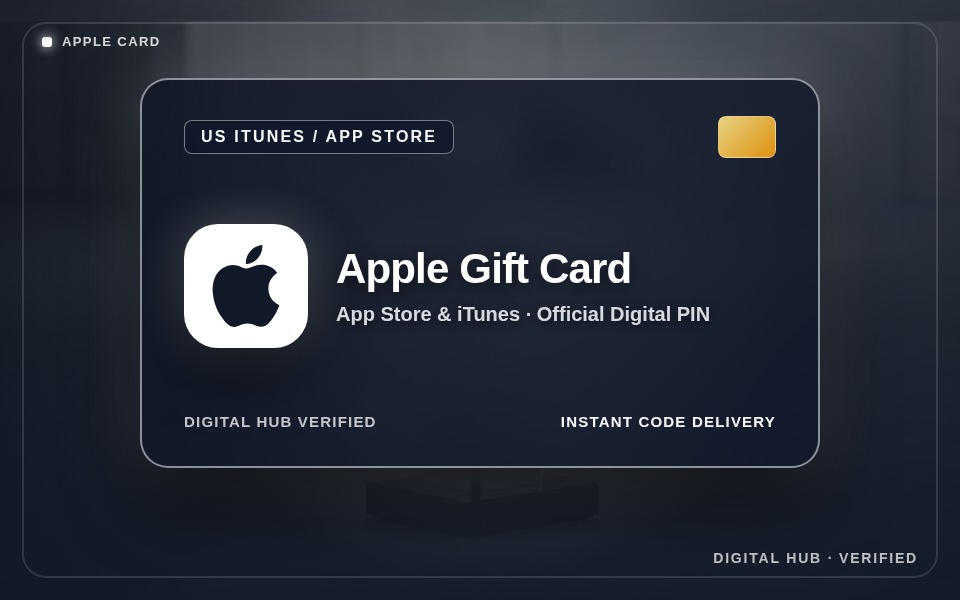 APPLE CARD
US ITUNES / APP STORE
Apple Gift Card
App Store & iTunes · Official Digital PIN
DIGITAL HUB VERIFIED
INSTANT CODE DELIVERY
DIGITAL HUB · VERIFIED